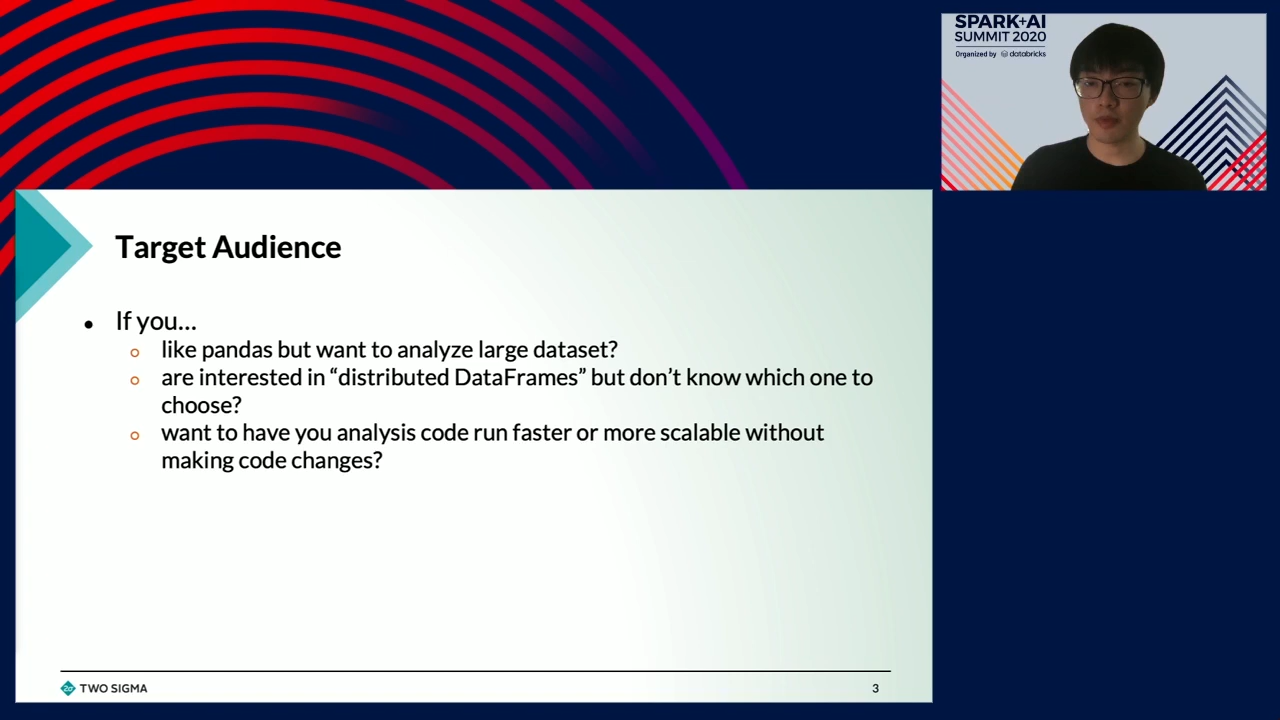 SPARK+AI
SUMMIT 2020
Organized by databricks
Target Audience
● If you...
○ like pandas but want to analyze large dataset?
○ are interested in “distributed DataFrames” but don’t know which one to
choose?
○ want to have you analysis code run faster or more scalable without
making code changes?
2σ TWO SIGMA
3